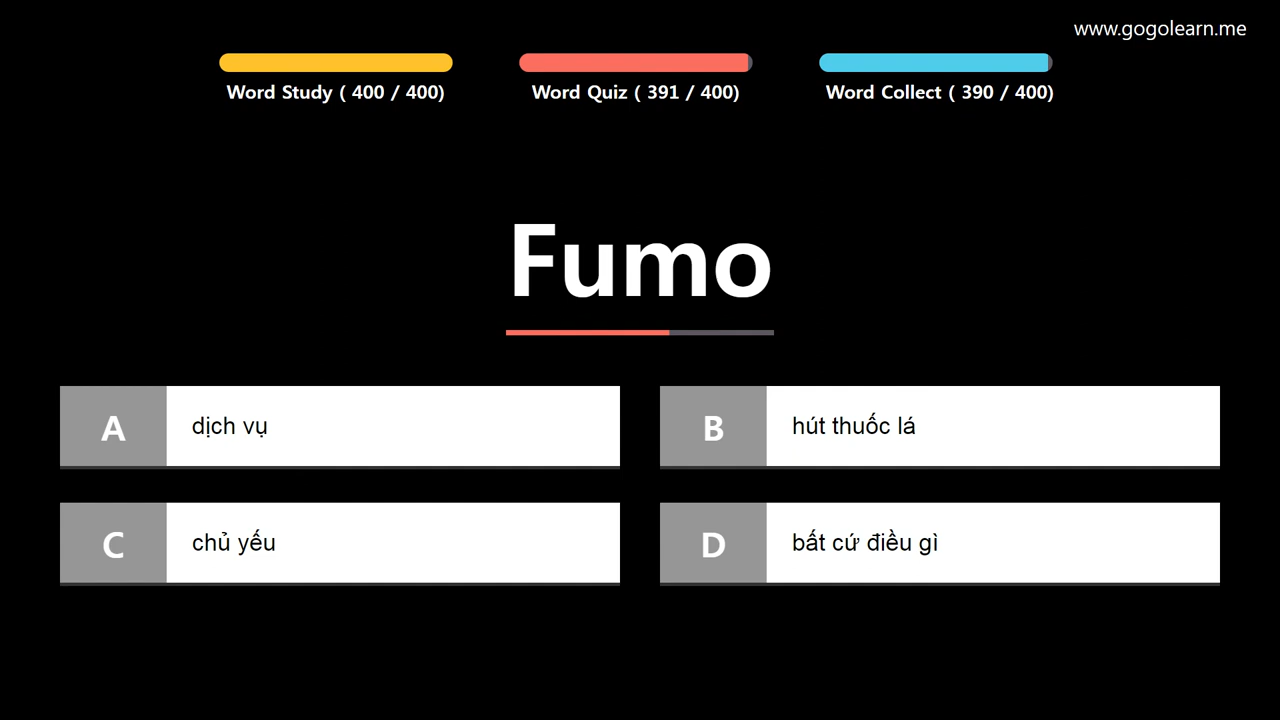 www.gogolearn.me
Word Study ( 400 / 400)
Word Quiz ( 391 / 400)
Word Collect ( 390 / 400)
Fumo
A
dịch vụ
B
hút thuốc lá
C
chủ yếu
D
bất cứ điều gì